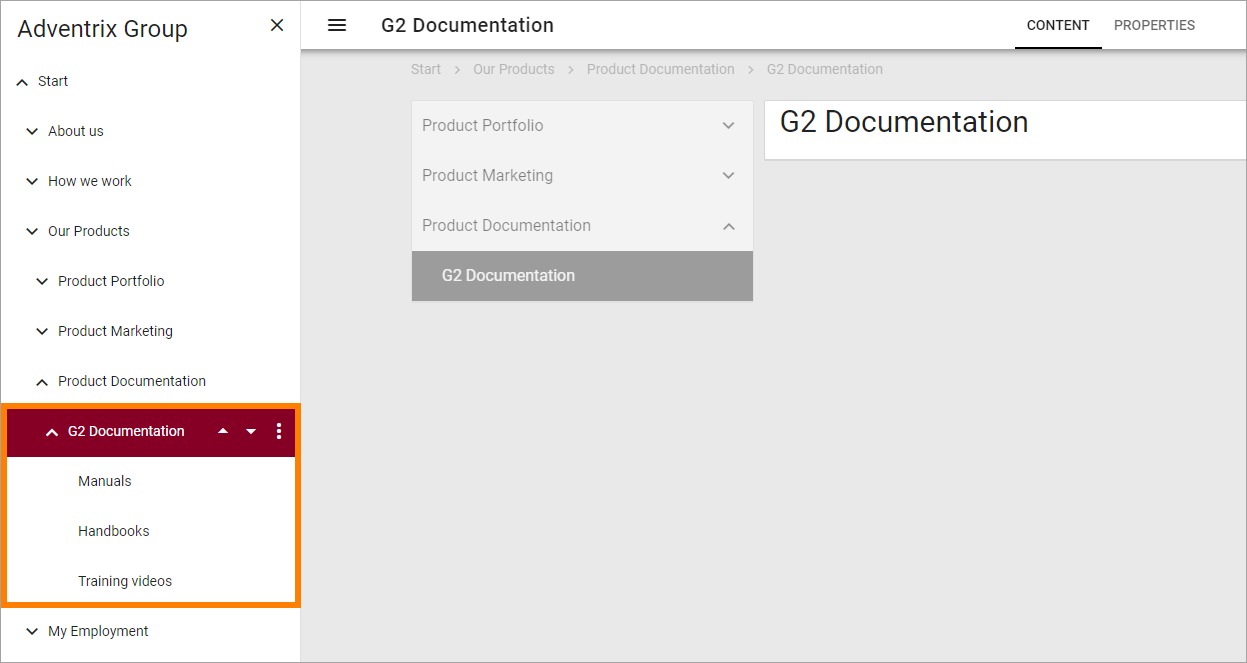 Adventrix Group
Start
About us
How we work
Our Products
Product Portfolio
Product Marketing
Product Documentation
G2 Documentation
Manuals
Handbooks
Training videos
My Employment
G2 Documentation
CONTENT
PROPERTIES
Start > Our Products > Product Documentation > G2 Documentation
Product Portfolio
Product Marketing
Product Documentation
G2 Documentation
G2 Documentation